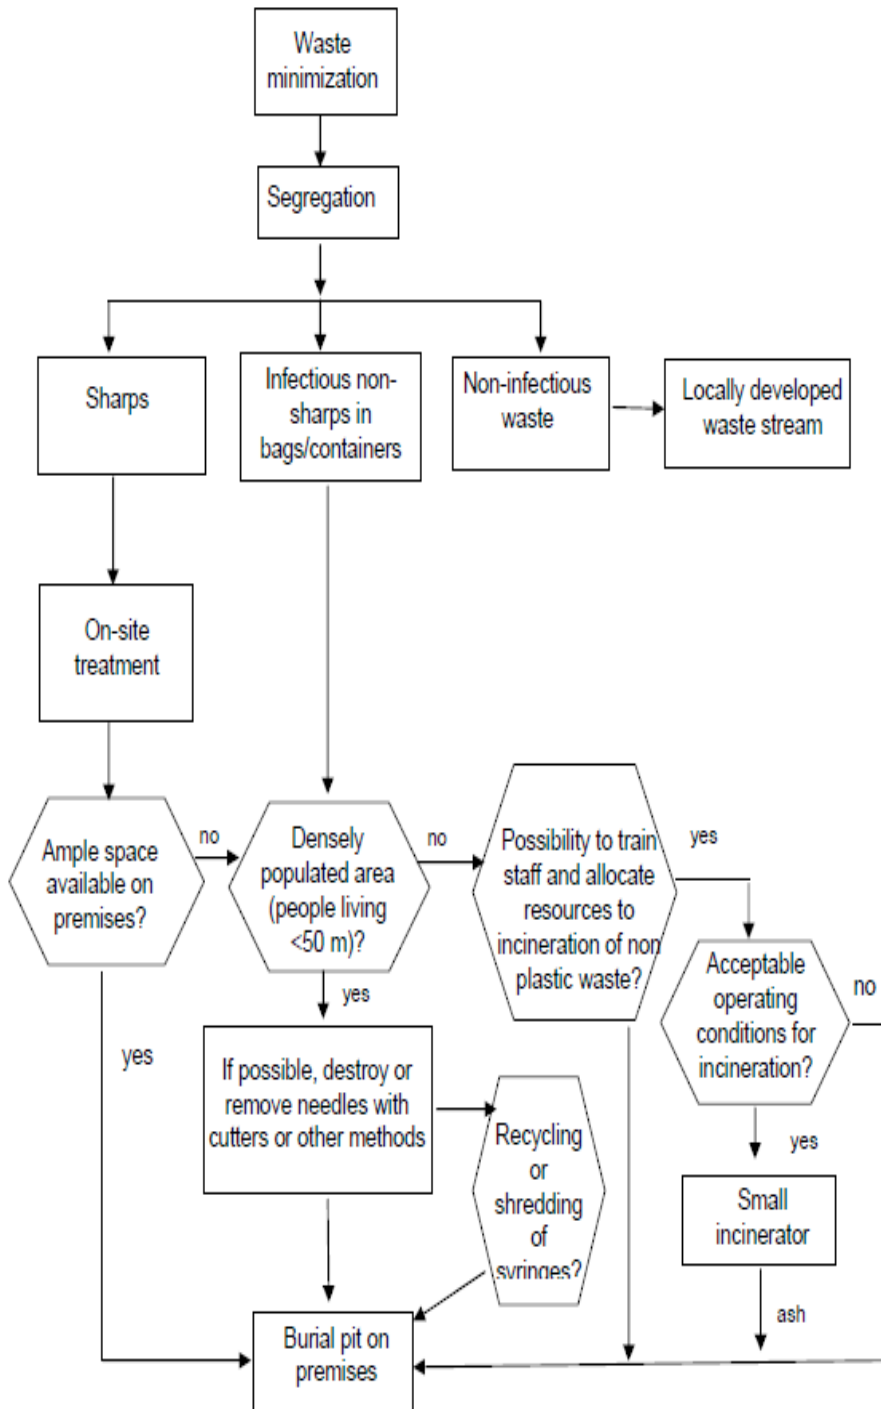 Waste
minimization
Segregation
Sharps
Infectious non-
sharps in
bags/containers
Non-infectious
waste
Locally developed
waste stream
On-site
treatment
Ample space
available on
premises?
no
Densely
populated area
(people living
<50 m)?
no
Possibility to train
staff and allocate
resources to
incineration of non
plastic waste?
yes
Acceptable
operating
conditions for
incineration?
no
yes
yes
If possible, destroy or
remove needles with
cutters or other methods
Recycling
or
shredding
of
syringes?
yes
Small
incinerator
ash
Burial pit on
premises